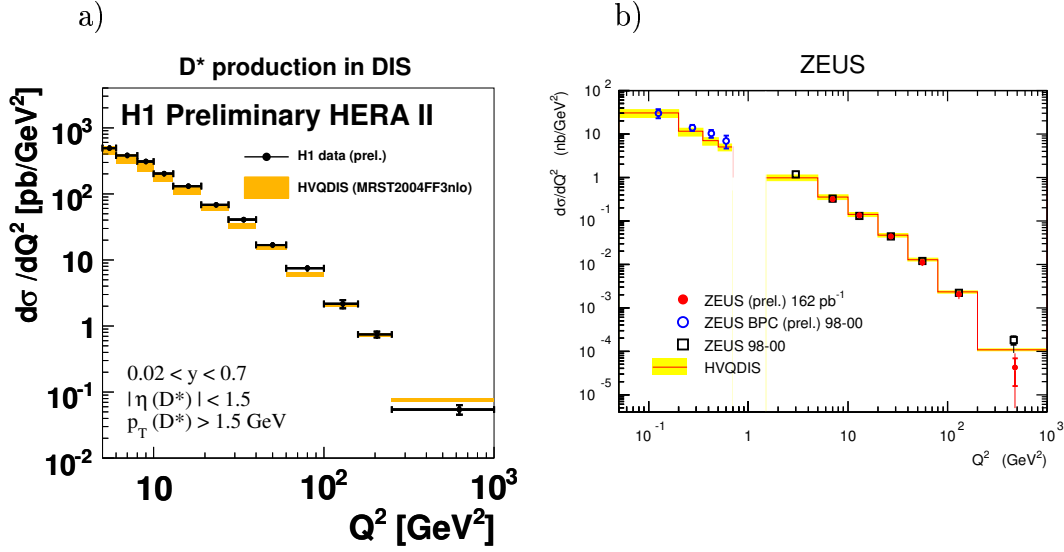 a)
D* production in DIS
H1 Preliminary HERA II
H1 data (prel.)
HVQDIS (MRST2004FF3nlo)
dσ/dQ² [pb/GeV²]
10³
10²
10
1
10⁻¹
10⁻²
0.02 < y < 0.7
| η (D*) | < 1.5
p_T (D*) > 1.5 GeV
10
10²
10³
Q² [GeV²]
b)
ZEUS
dσ/dQ² (nb/GeV²)
10²
10
1
10⁻¹
10⁻²
10⁻³
10⁻⁴
10⁻⁵
ZEUS (prel.) 162 pb⁻¹
ZEUS BPC (prel.) 98-00
ZEUS 98-00
HVQDIS
10⁻¹
1
10
10²
10³
Q² (GeV²)